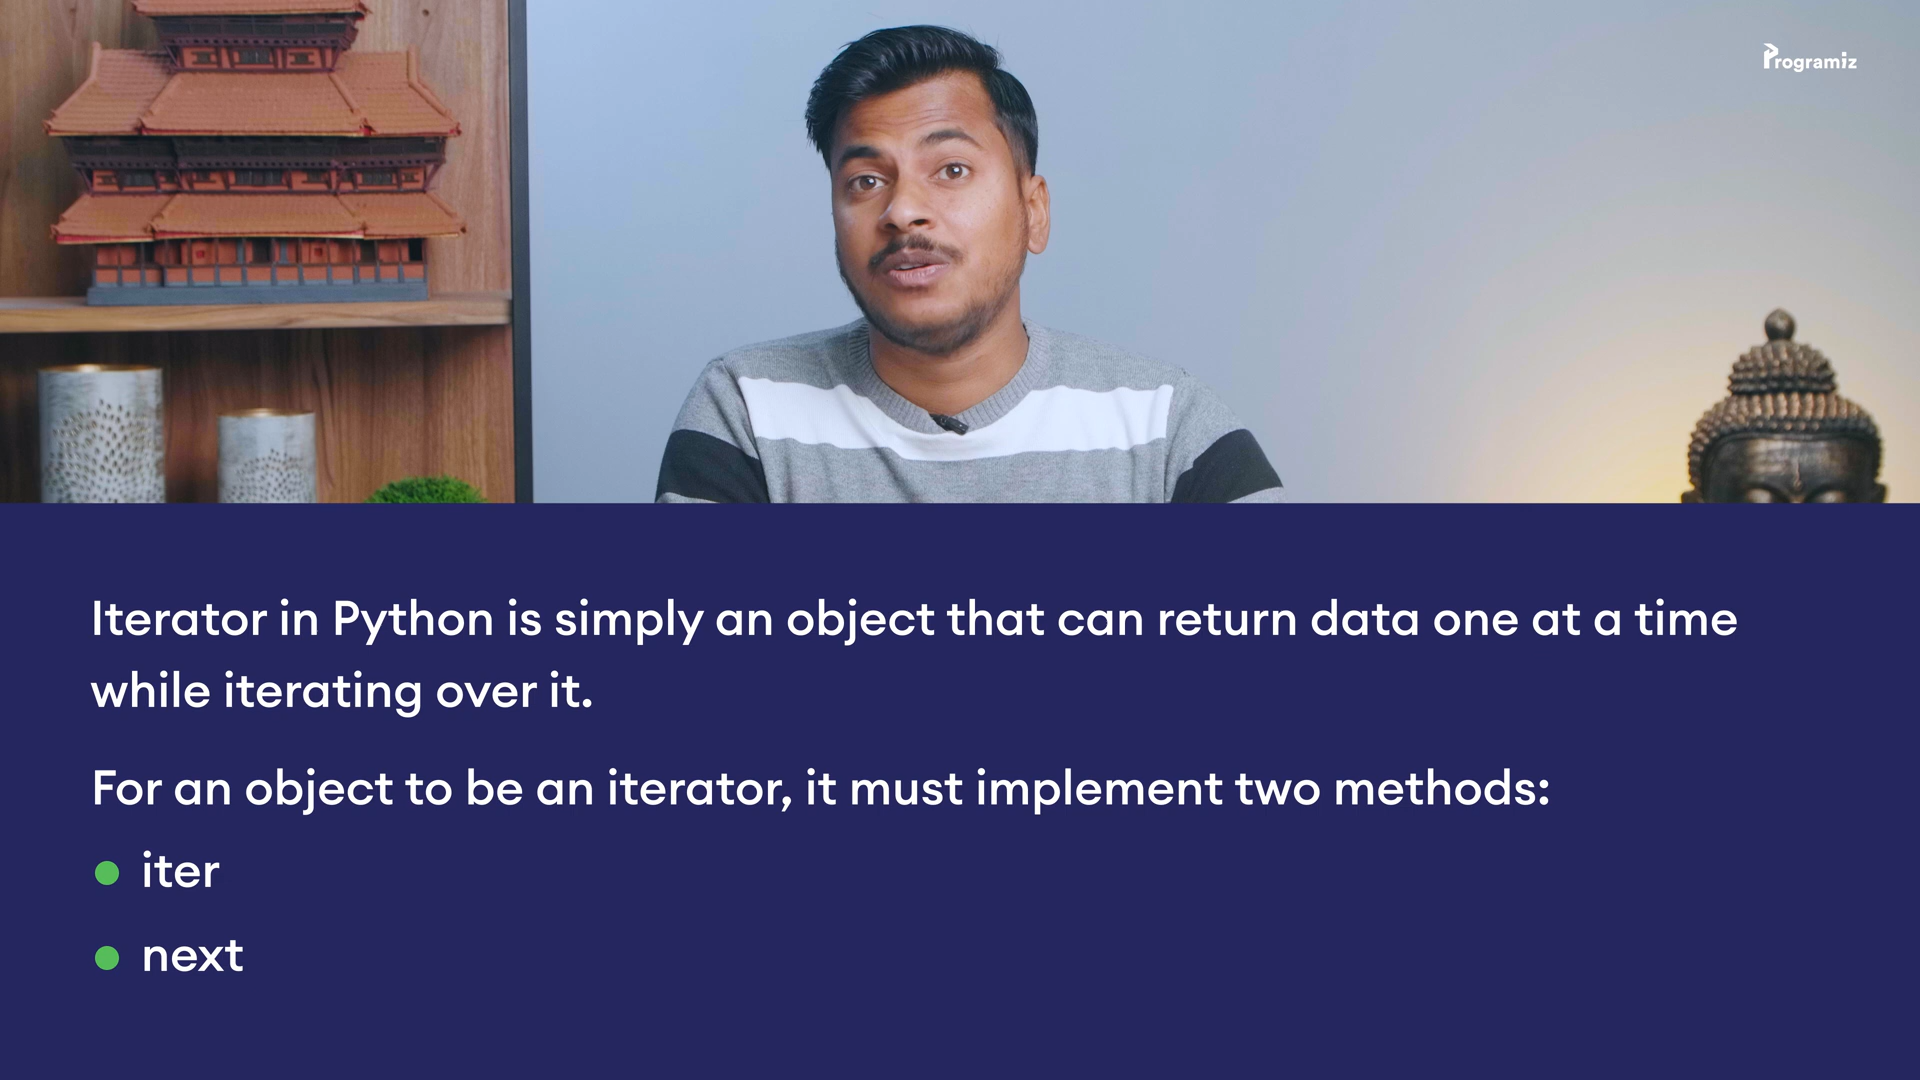 Programiz
Iterator in Python is simply an object that can return data one at a time
while iterating over it.
For an object to be an iterator, it must implement two methods:
iter
next